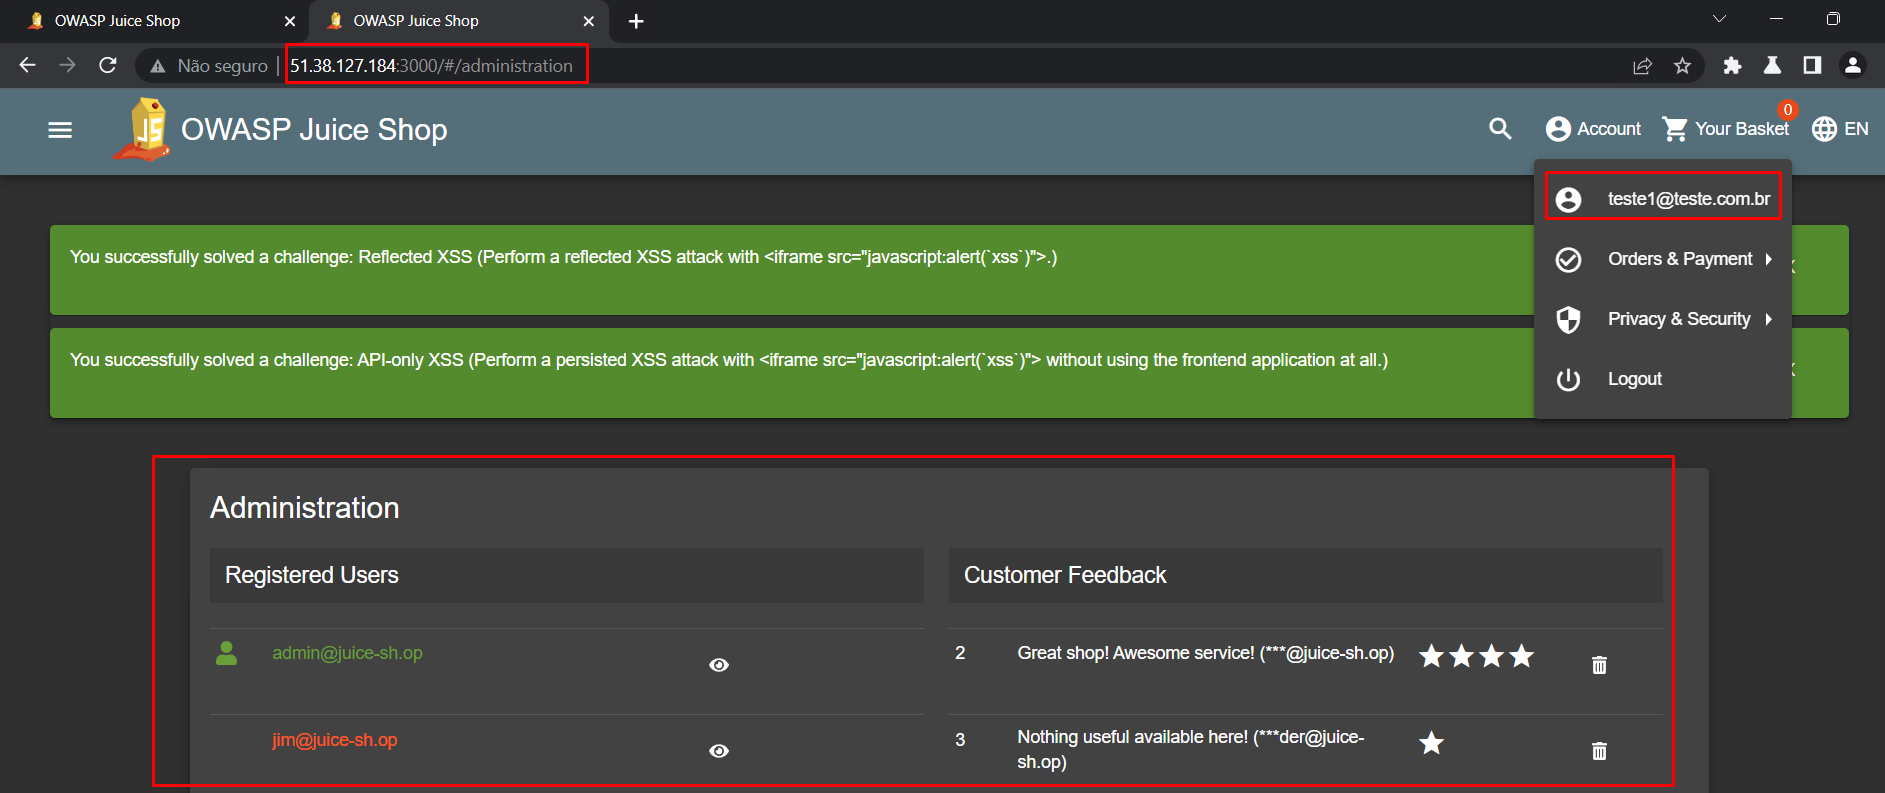 OWASP Juice Shop
OWASP Juice Shop
Não seguro
51.38.127.184:3000/#/administration
JS
OWASP Juice Shop
Account
0
Your Basket
EN
teste1@teste.com.br
Orders & Payment
Privacy & Security
Logout
You successfully solved a challenge: Reflected XSS (Perform a reflected XSS attack with <iframe src="javascript:alert(`xss`)">.)
You successfully solved a challenge: API-only XSS (Perform a persisted XSS attack with <iframe src="javascript:alert(`xss`)"> without using the frontend application at all.)
Administration
Registered Users
Customer Feedback
admin@juice-sh.op
2
Great shop! Awesome service! (***@juice-sh.op)
jim@juice-sh.op
3
Nothing useful available here! (***der@juice-
sh.op)